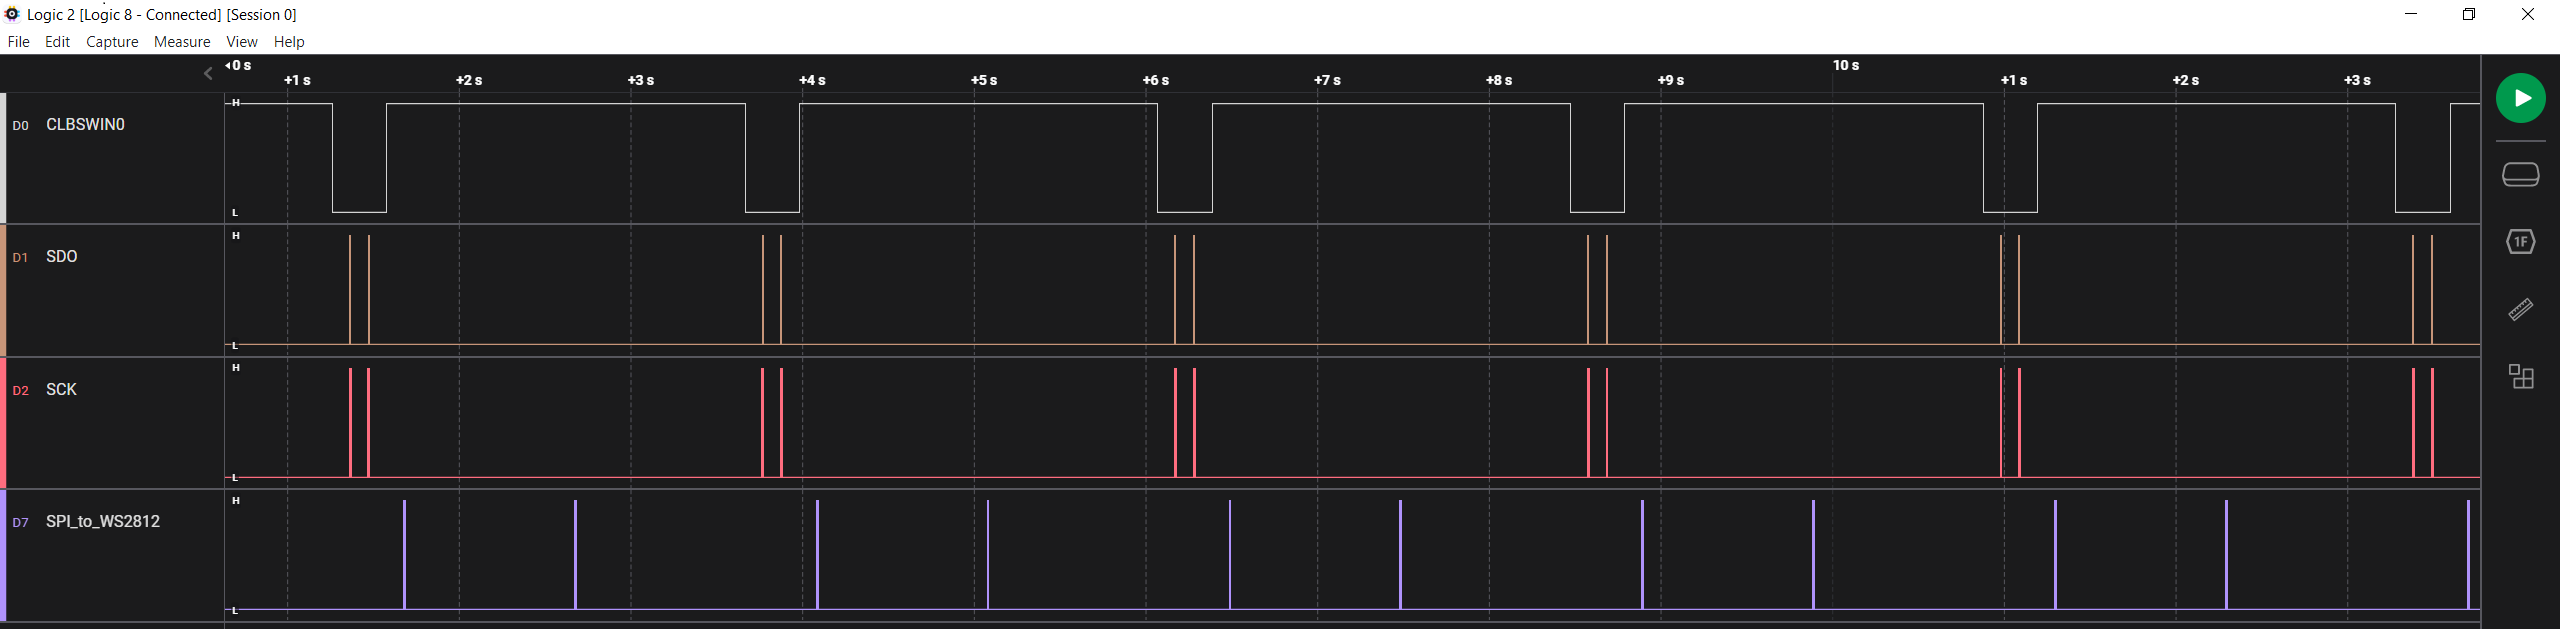 Logic 2 [Logic 8 - Connected] [Session 0]
File Edit Capture Measure View Help
0 s 10 s
+1 s +2 s +3 s +4 s +5 s +6 s +7 s +8 s +9 s +1 s +2 s +3 s
H
D0 CLBSWIN0
L
H
D1 SDO
L
H
D2 SCK
L
H
D7 SPI_to_WS2812
L
1F